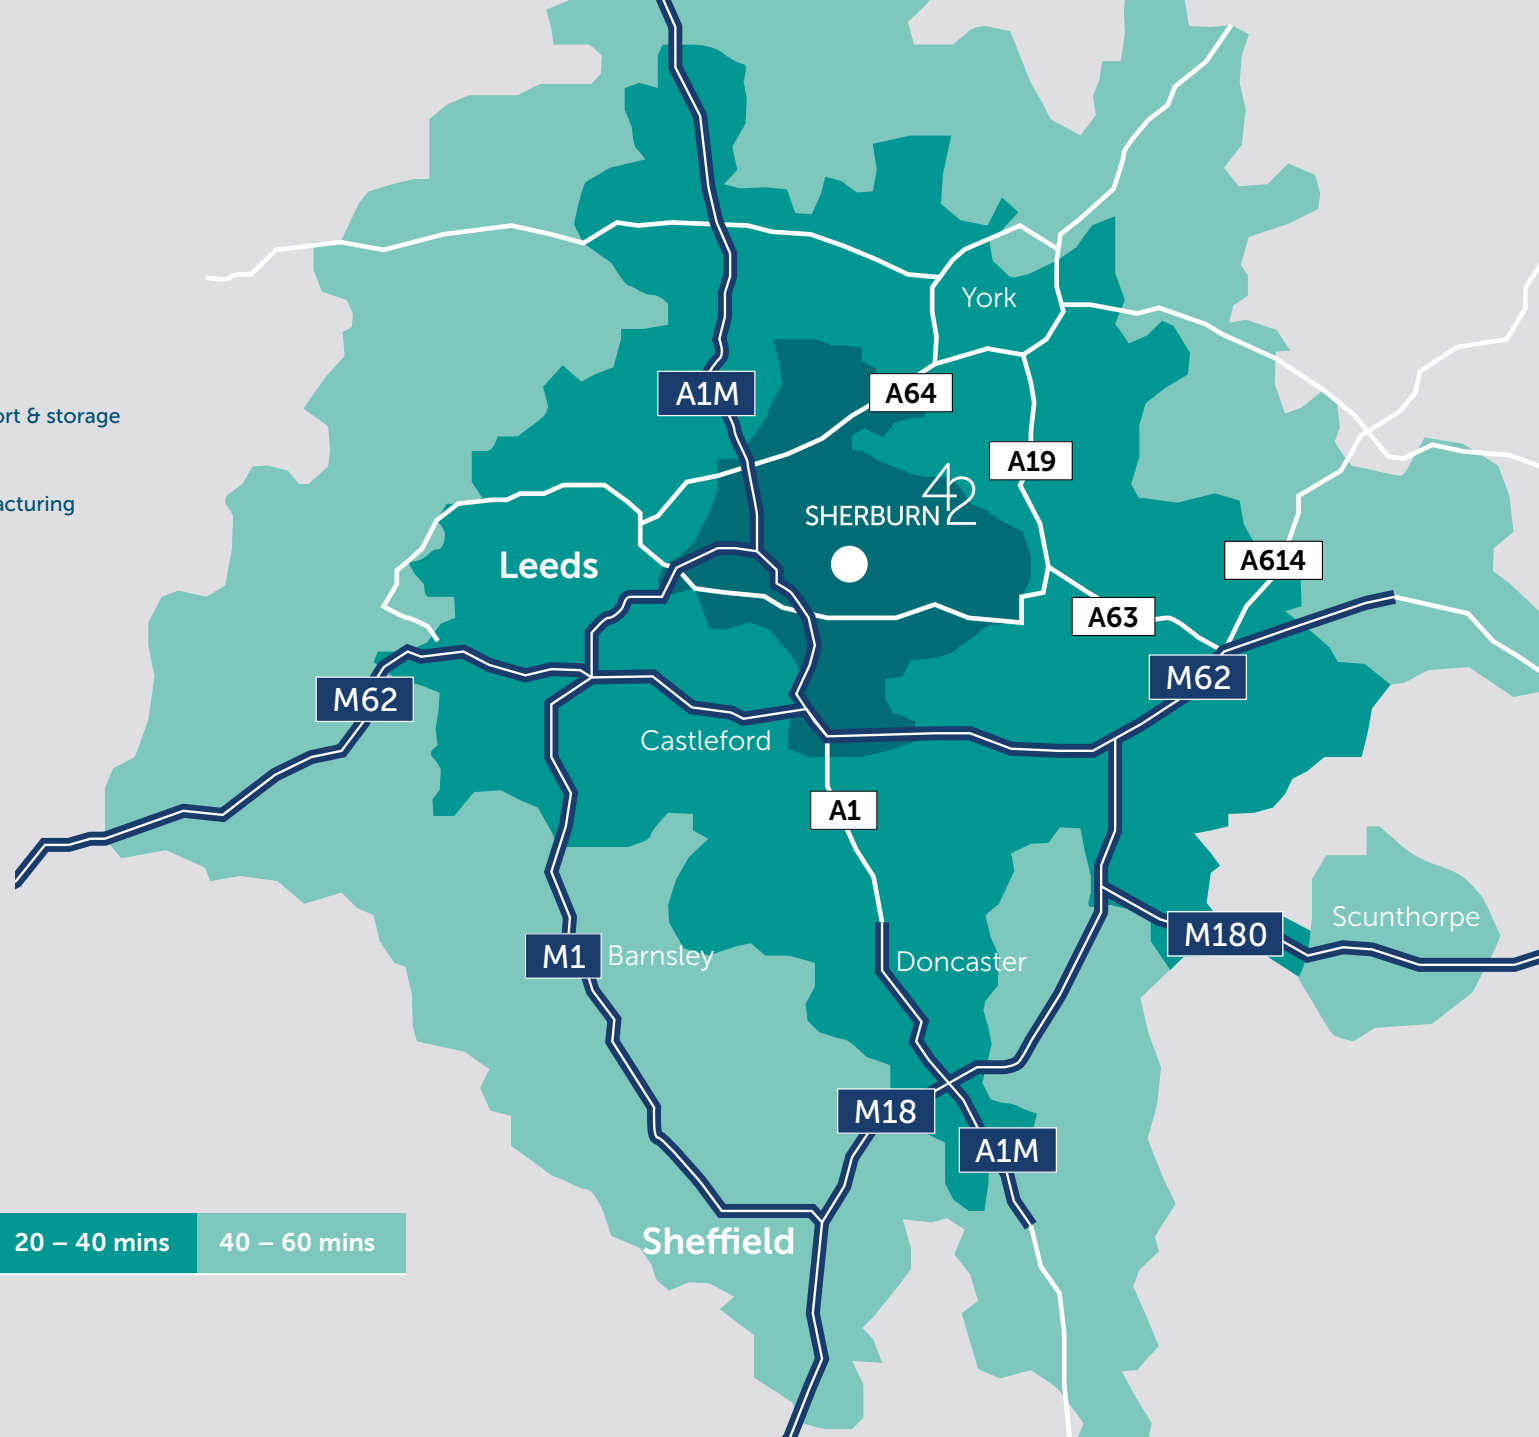 York
A1M
A64
ort & storage
A19
42
SHERBURN
acturing
A614
Leeds
A63
M62
M62
Castleford
A1
Scunthorpe
M180
M1
Barnsley
Doncaster
M18
A1M
Sheffield
20 – 40 mins
40 – 60 mins